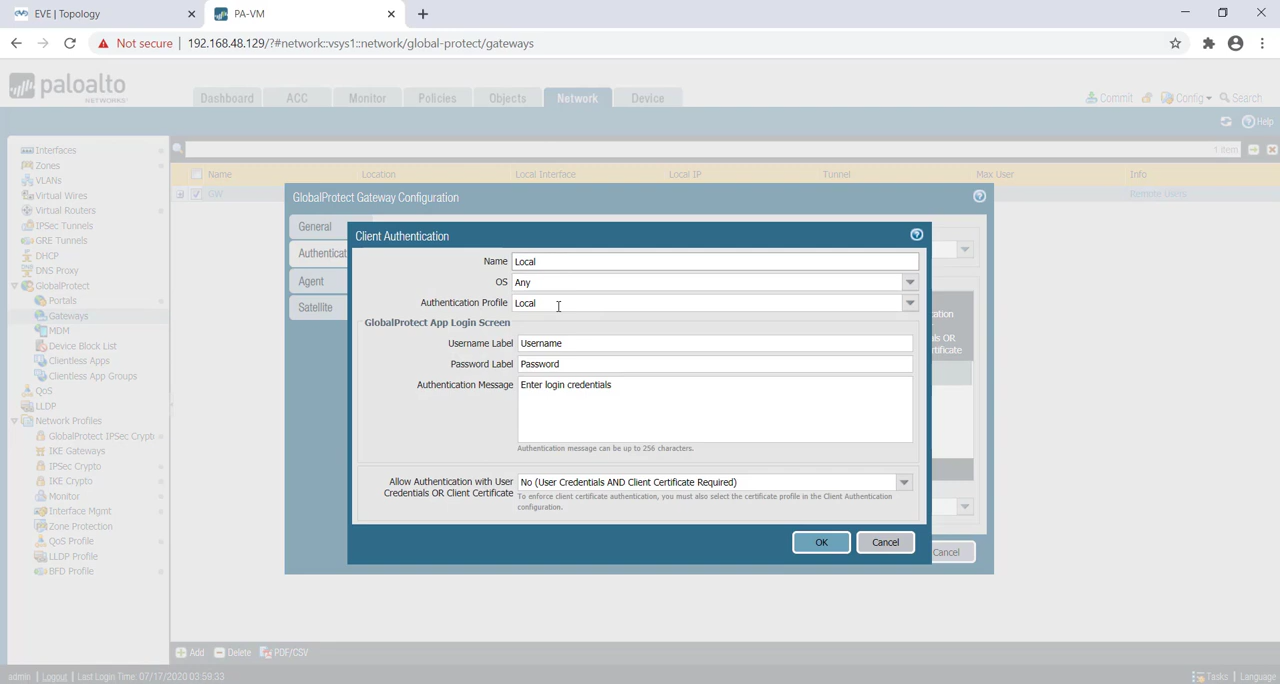 EVE | Topology
PA-VM
Not secure | 192.168.48.129/?#network::vsys1::network/global-protect/gateways
paloalto
NETWORKS
Dashboard ACC Monitor Policies Objects Network Device
Commit Config Search
Help
1 item
Interfaces
Zones
VLANs
Virtual Wires
Virtual Routers
IPSec Tunnels
GRE Tunnels
DHCP
DNS Proxy
GlobalProtect
Portals
Gateways
MDM
Device Block List
Clientless Apps
Clientless App Groups
QoS
LLDP
Network Profiles
GlobalProtect IPSec Crypt
IKE Gateways
IPSec Crypto
IKE Crypto
Monitor
Interface Mgmt
Zone Protection
QoS Profile
LLDP Profile
BFD Profile
Name Location Local Interface Local IP Tunnel Max User Info
GW Remote Users
GlobalProtect Gateway Configuration
General
Authenticat
Agent
Satellite
Client Authentication
Name Local
OS Any
Authentication Profile Local
GlobalProtect App Login Screen
Username Label Username
Password Label Password
Authentication Message Enter login credentials
Authentication message can be up to 256 characters.
Allow Authentication with User Credentials OR Client Certificate No (User Credentials AND Client Certificate Required)
To enforce client certificate authentication, you must also select the certificate profile in the Client Authentication
configuration.
OK Cancel
cation
ls OR
ertificate
Cancel
Add Delete PDF/CSV
admin | Logout | Last Login Time: 07/17/2020 03:59:33
Tasks | Language